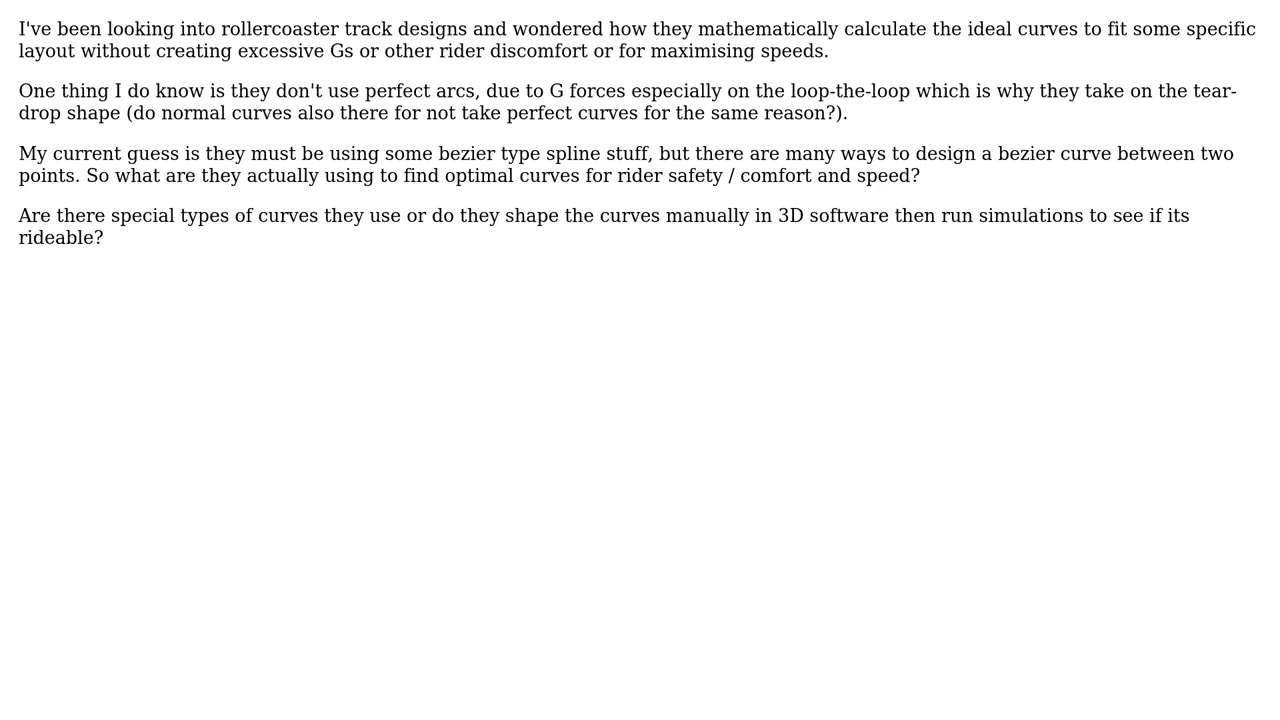 I've been looking into rollercoaster track designs and wondered how they mathematically calculate the ideal curves to fit some specific
layout without creating excessive Gs or other rider discomfort or for maximising speeds.
One thing I do know is they don't use perfect arcs, due to G forces especially on the loop-the-loop which is why they take on the tear-
drop shape (do normal curves also there for not take perfect curves for the same reason?).
My current guess is they must be using some bezier type spline stuff, but there are many ways to design a bezier curve between two
points. So what are they actually using to find optimal curves for rider safety / comfort and speed?
Are there special types of curves they use or do they shape the curves manually in 3D software then run simulations to see if its
rideable?